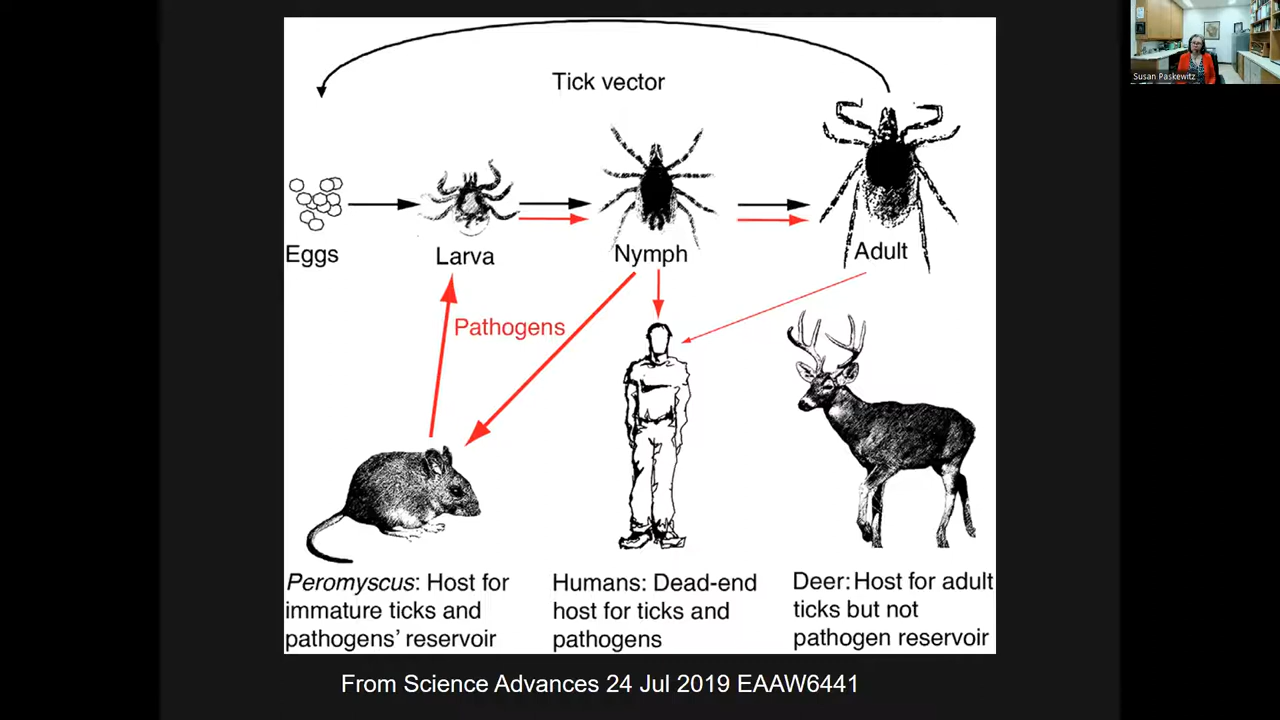 Susan Paskewitz
Tick vector
Eggs
Larva
Nymph
Adult
Pathogens
Peromyscus: Host for
immature ticks and
pathogens’ reservoir
Humans: Dead-end
host for ticks and
pathogens
Deer: Host for adult
ticks but not
pathogen reservoir
From Science Advances 24 Jul 2019 EAAW6441